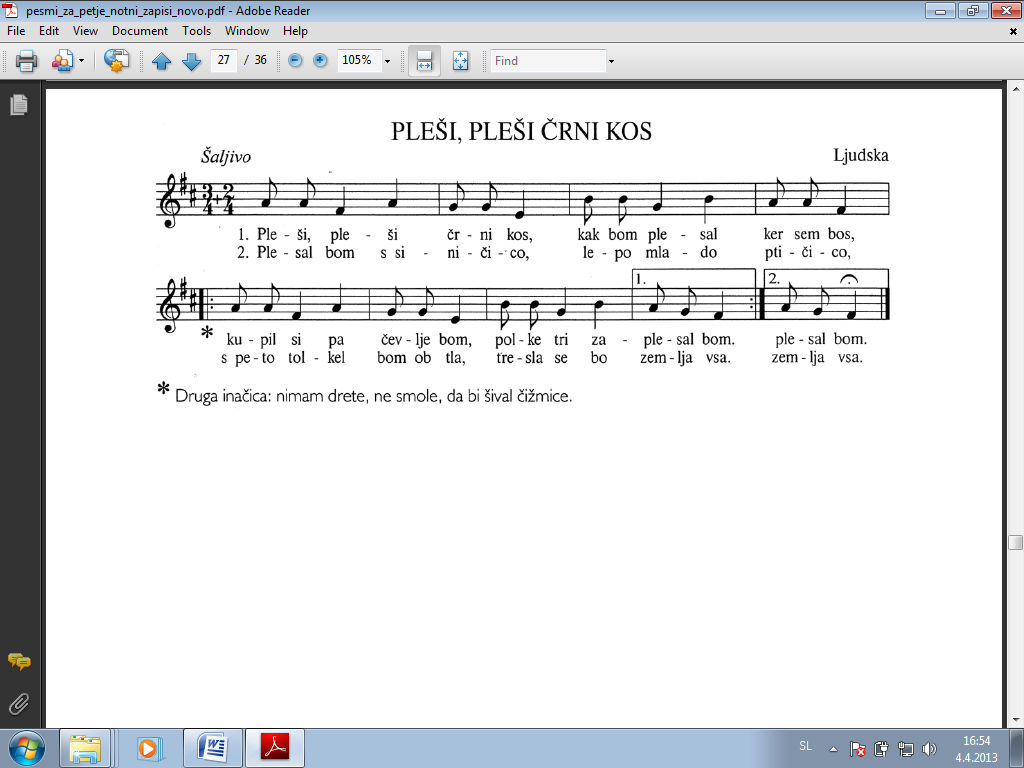 pesmi_za_petje_notni_zapisi_novo.pdf - Adobe Reader
File Edit View Document Tools Window Help
27 / 36 105% Find
PLEŠI, PLEŠI ČRNI KOS
Šaljivo Ljudska
3+2
4 4
1. Ple - ši, ple - ši čr - ni kos, kak bom ple - sal ker sem bos,
2. Ple - sal bom s si - ni - či - co, le - po mla - do pti - či - co,
1. 2.
* ku - pil si pa čev - lje bom, pol - ke tri za - ple - sal bom. ple - sal bom.
s pe - to tol - kel bom ob tla, tre - sla se bo zem - lja vsa. zem - lja vsa.
* Druga inačica: nimam drete, ne smole, da bi šival čižmice.
SL 16:54
4.4.2013